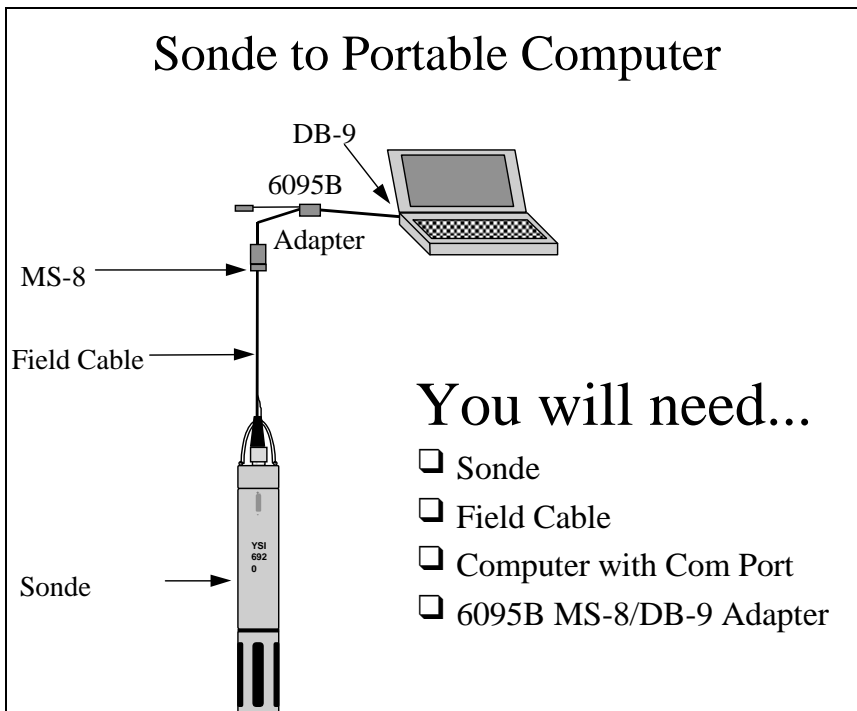 Sonde to Portable Computer
DB-9
6095B
Adapter
MS-8
Field Cable
You will need...
❑ Sonde
❑ Field Cable
❑ Computer with Com Port
❑ 6095B MS-8/DB-9 Adapter
YSI
692
0
Sonde